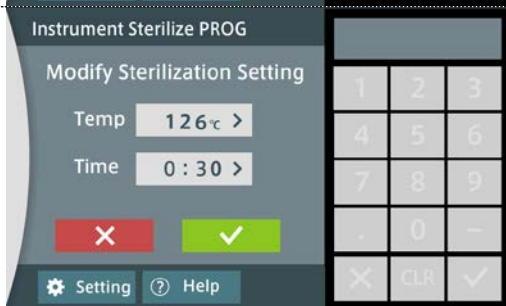 Instrument Sterilize PROG
Modify Sterilization Setting
Temp 126℃ >
Time 0:30 >
Setting ? Help
1 2 3
4 5 6
7 8 9
. 0 −
CLR